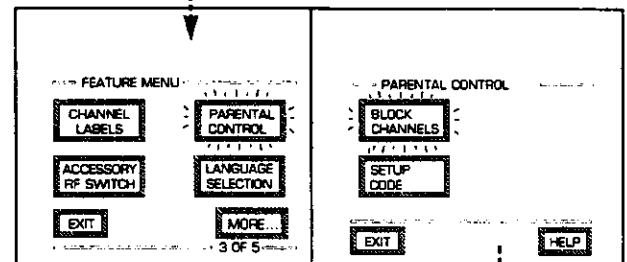 FEATURE MENU
CHANNEL
LABELS
PARENTAL
CONTROL
ACCESSORY
RF SWITCH
LANGUAGE
SELECTION
EXIT
MORE...
3 OF 5
PARENTAL CONTROL
BLOCK
CHANNELS
SETUP
CODE
EXIT
HELP